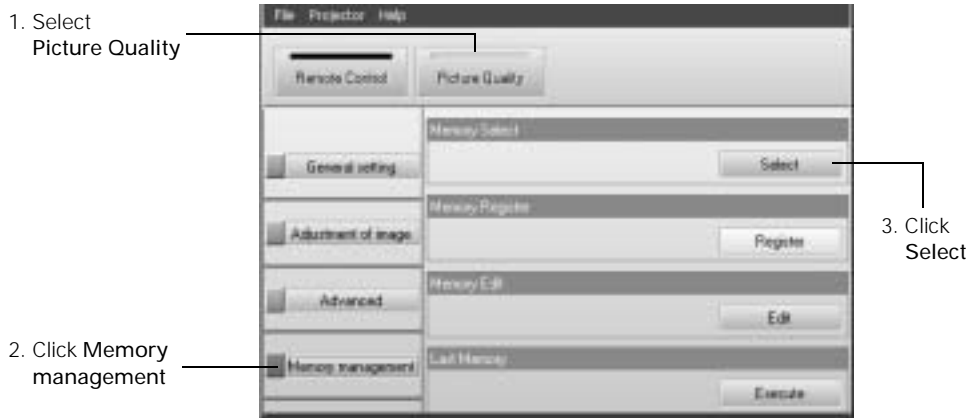 1. Select
Picture Quality
File Projector Help
Remote Control Picture Quality
Memory Select
General setting Select
Memory Register
Adjustment of image Register
3. Click
Select
Memory Edit
Advanced Edit
2. Click Memory
management
Last Memory
Memory management
Execute